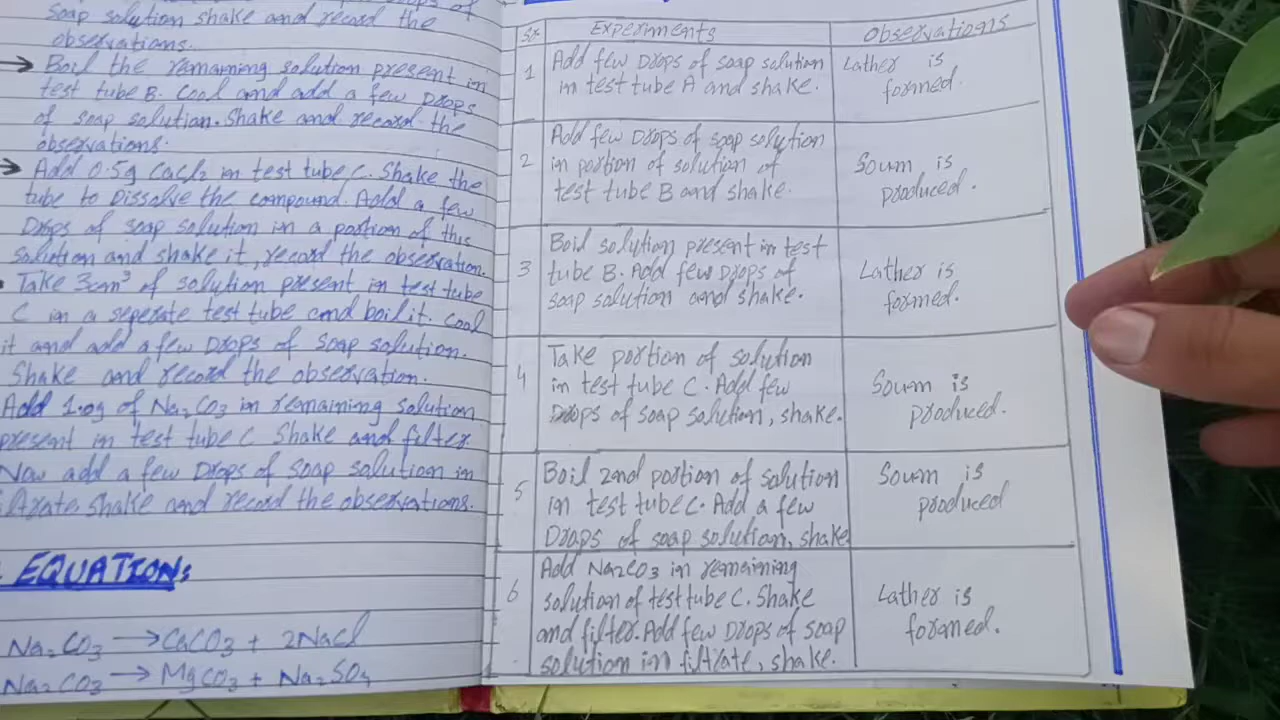 soap solution shake and record the
observations.
→ Boil the remaining solution present in
test tube B. Cool and add a few Drops
of soap solution. Shake and record the
observations.
→ Add 0.5g CaCl2 in test tube C. Shake the
tube to Dissolve the compound. Add a few
Drops of soap solution in a portion of this
solution and shake it, record the observation.
Take 3cm³ of solution present in test tube
C in a seperate test tube and boil it. Cool
it and add a few Drops of soap solution.
Shake and record the observation.
Add 1.0g of Na2CO3 in remaining solution
present in test tube C Shake and filter.
Now add a few Drops of soap solution in
shake and record the observations.
EQUATION:
Na2CO3 → CaCO3 + 2NaCl
Na2CO3 → MgCO3 + Na2SO4
Sr Experiments Observations
1 Add few Drops of soap solution
in test tube A and shake.
Lather is
formed.
2 Add few Drops of soap solution
in portion of solution of
test tube B and shake.
Soum is
produced.
3 Boil solution present in test
tube B. Add few Drops of
soap solution and shake.
Lather is
formed.
4 Take portion of solution
in test tube C. Add few
Drops of soap solution, shake.
Soum is
produced.
5 Boil 2nd portion of solution
in test tube C. Add a few
Drops of soap solution, shake
Soum is
produced
6 Add Na2CO3 in remaining
solution of test tube C. Shake
and filter. Add few Drops of soap
solution in filtrate, shake.
Lather is
formed.